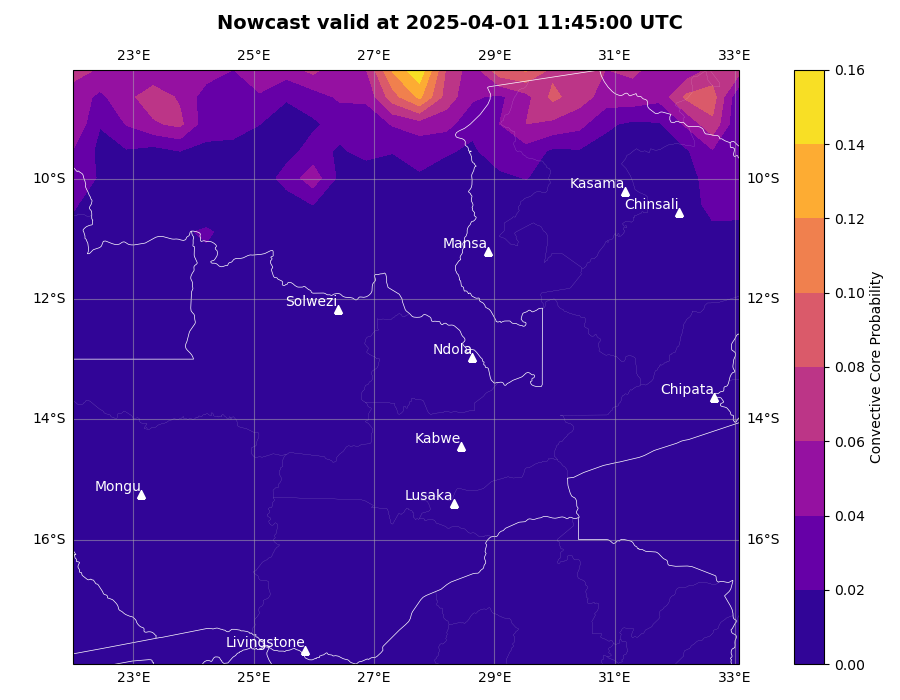 Nowcast valid at 2025-04-01 11:45:00 UTC
23°E 25°E 27°E 29°E 31°E 33°E
0.16
0.14
10°S Kasama 10°S
Chinsali
0.12
Mansa
12°S Solwezi 12°S
0.10
Ndola
0.08
Chipata
14°S 14°S
Kabwe
0.06
Mongu Lusaka
0.04
16°S 16°S
0.02
Livingstone
0.00
23°E 25°E 27°E 29°E 31°E 33°E
Convective Core Probability